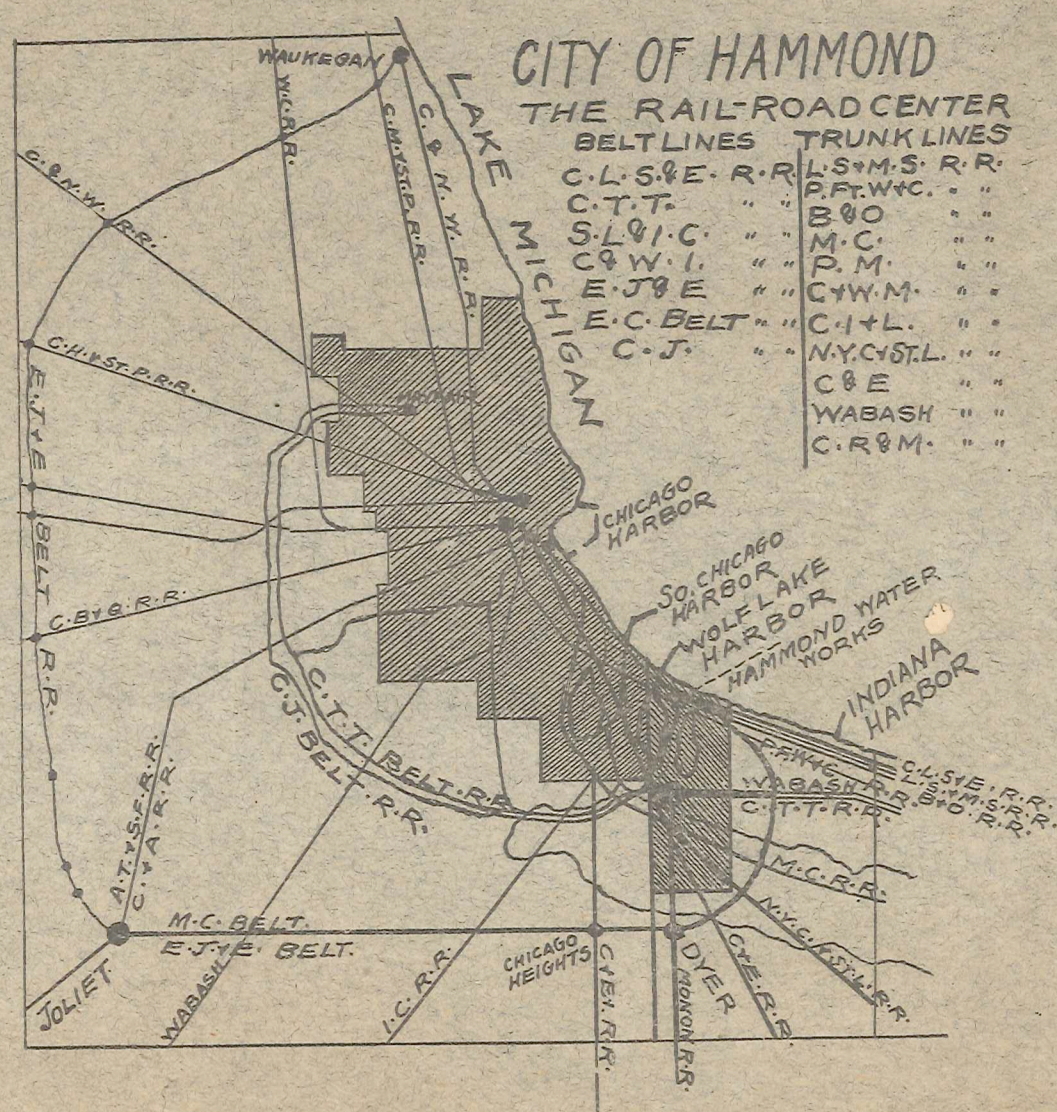 CITY OF HAMMOND
THE RAIL-ROAD CENTER
BELT LINES
C. L. S. & E. R. R.
C. T. T. " "
S. L & I. C. " "
C & W. I. " "
E. J & E " "
E. C. BELT " "
C. J. " "
TRUNK LINES
L. S & M. S. R. R.
P. FT. W & C. " "
B & O " "
M. C. " "
P. M. " "
C & W. M. " "
C. I & L. " "
N. Y. C & ST. L. " "
C & E " "
WABASH " "
C. R & M. " "
WAUKEGAN
W. C. R. R.
C. M. & ST. P. R. R.
C. & N. W. R. R.
LAKE MICHIGAN
C. & N. W. R. R.
C. H. & ST. P. R. R.
E. J & E BELT R. R.
C. B & Q. R. R.
CHICAGO
HARBOR
SO. CHICAGO
HARBOR
WOLF LAKE
HARBOR
HAMMOND WATER
WORKS
INDIANA
HARBOR
C. T. T. BELT. R. R.
C. J. BELT. R. R.
A. T. & S. F. R. R.
C. & A. R. R.
P. F. W & C R. R.
C. L. S & E. R. R.
L. S. & M. S. R. R.
B & O. R. R.
WABASH
C. T. T. R. R.
M. C. R. R.
N. Y. C. & ST. L. R. R.
M. C. BELT.
E. J & E. BELT.
JOLIET
WABASH
I. C. R. R.
CHICAGO
HEIGHTS
C & E I. R. R.
DYER
MONON R. R.
C & E. R. R.